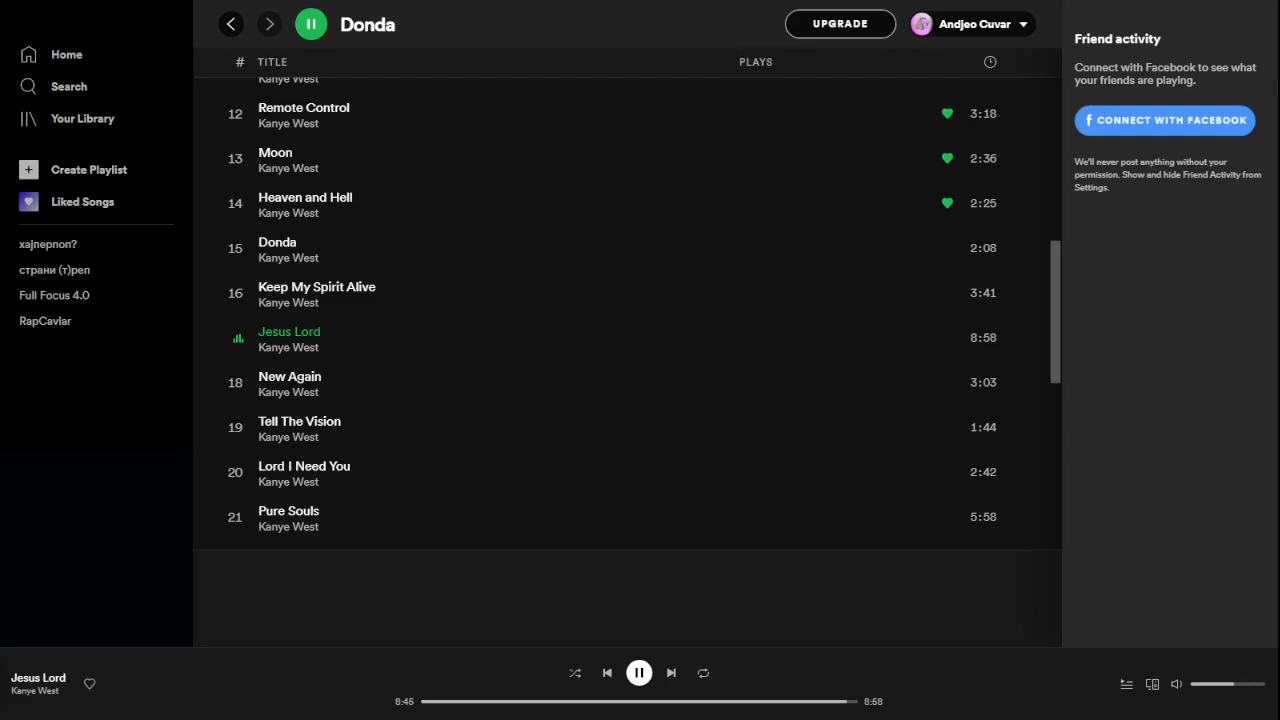 Home
Search
Your Library
Create Playlist
Liked Songs
хајперпоп?
страни (т)реп
Full Focus 4.0
RapCaviar
Donda
UPGRADE
Andjeo Cuvar
# TITLE PLAYS
Kanye West
12 Remote Control 3:18
Kanye West
13 Moon 2:36
Kanye West
14 Heaven and Hell 2:25
Kanye West
15 Donda 2:08
Kanye West
16 Keep My Spirit Alive 3:41
Kanye West
Jesus Lord 8:58
Kanye West
18 New Again 3:03
Kanye West
19 Tell The Vision 1:44
Kanye West
20 Lord I Need You 2:42
Kanye West
21 Pure Souls 5:58
Kanye West
Friend activity
Connect with Facebook to see what
your friends are playing.
f CONNECT WITH FACEBOOK
We'll never post anything without your
permission. Show and hide Friend Activity from
Settings.
Jesus Lord
Kanye West
8:45 8:58